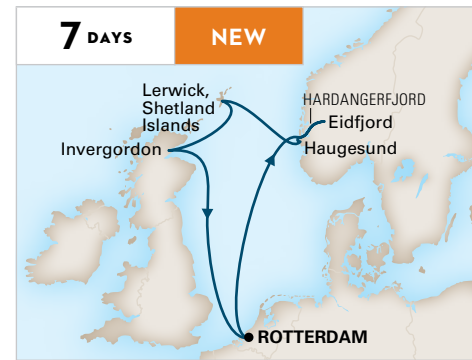 7 DAYS
NEW
Lerwick,
Shetland
Islands
HARDANGERFJORD
Eidfjord
Invergordon
Haugesund
ROTTERDAM